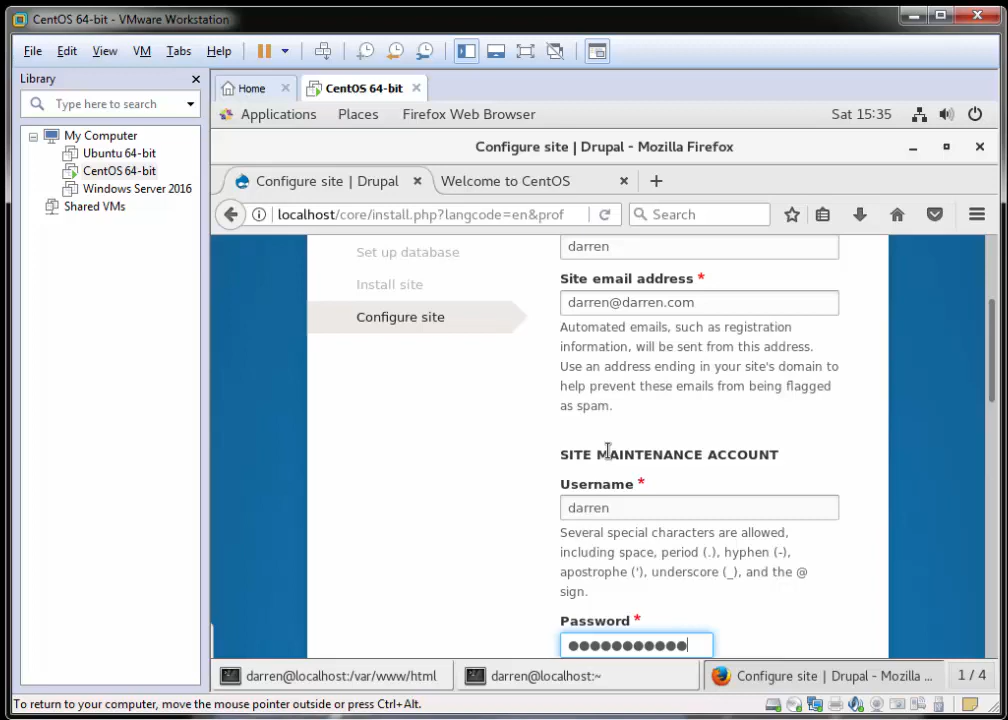 CentOS 64-bit - VMware Workstation
File Edit View VM Tabs Help
Library
Type here to search
My Computer
Ubuntu 64-bit
CentOS 64-bit
Windows Server 2016
Shared VMs
Home
CentOS 64-bit
Applications Places Firefox Web Browser Sat 15:35
Configure site | Drupal - Mozilla Firefox
Configure site | Drupal
Welcome to CentOS
localhost/core/install.php?langcode=en&prof
Search
Set up database
Install site
Configure site
darren
Site email address *
darren@darren.com
Automated emails, such as registration
information, will be sent from this address.
Use an address ending in your site's domain to
help prevent these emails from being flagged
as spam.
SITE MAINTENANCE ACCOUNT
Username *
darren
Several special characters are allowed,
including space, period (.), hyphen (-),
apostrophe ('), underscore (_), and the @
sign.
Password *
●●●●●●●●●●●
darren@localhost:/var/www/html
darren@localhost:~
Configure site | Drupal - Mozilla ...
1 / 4
To return to your computer, move the mouse pointer outside or press Ctrl+Alt.